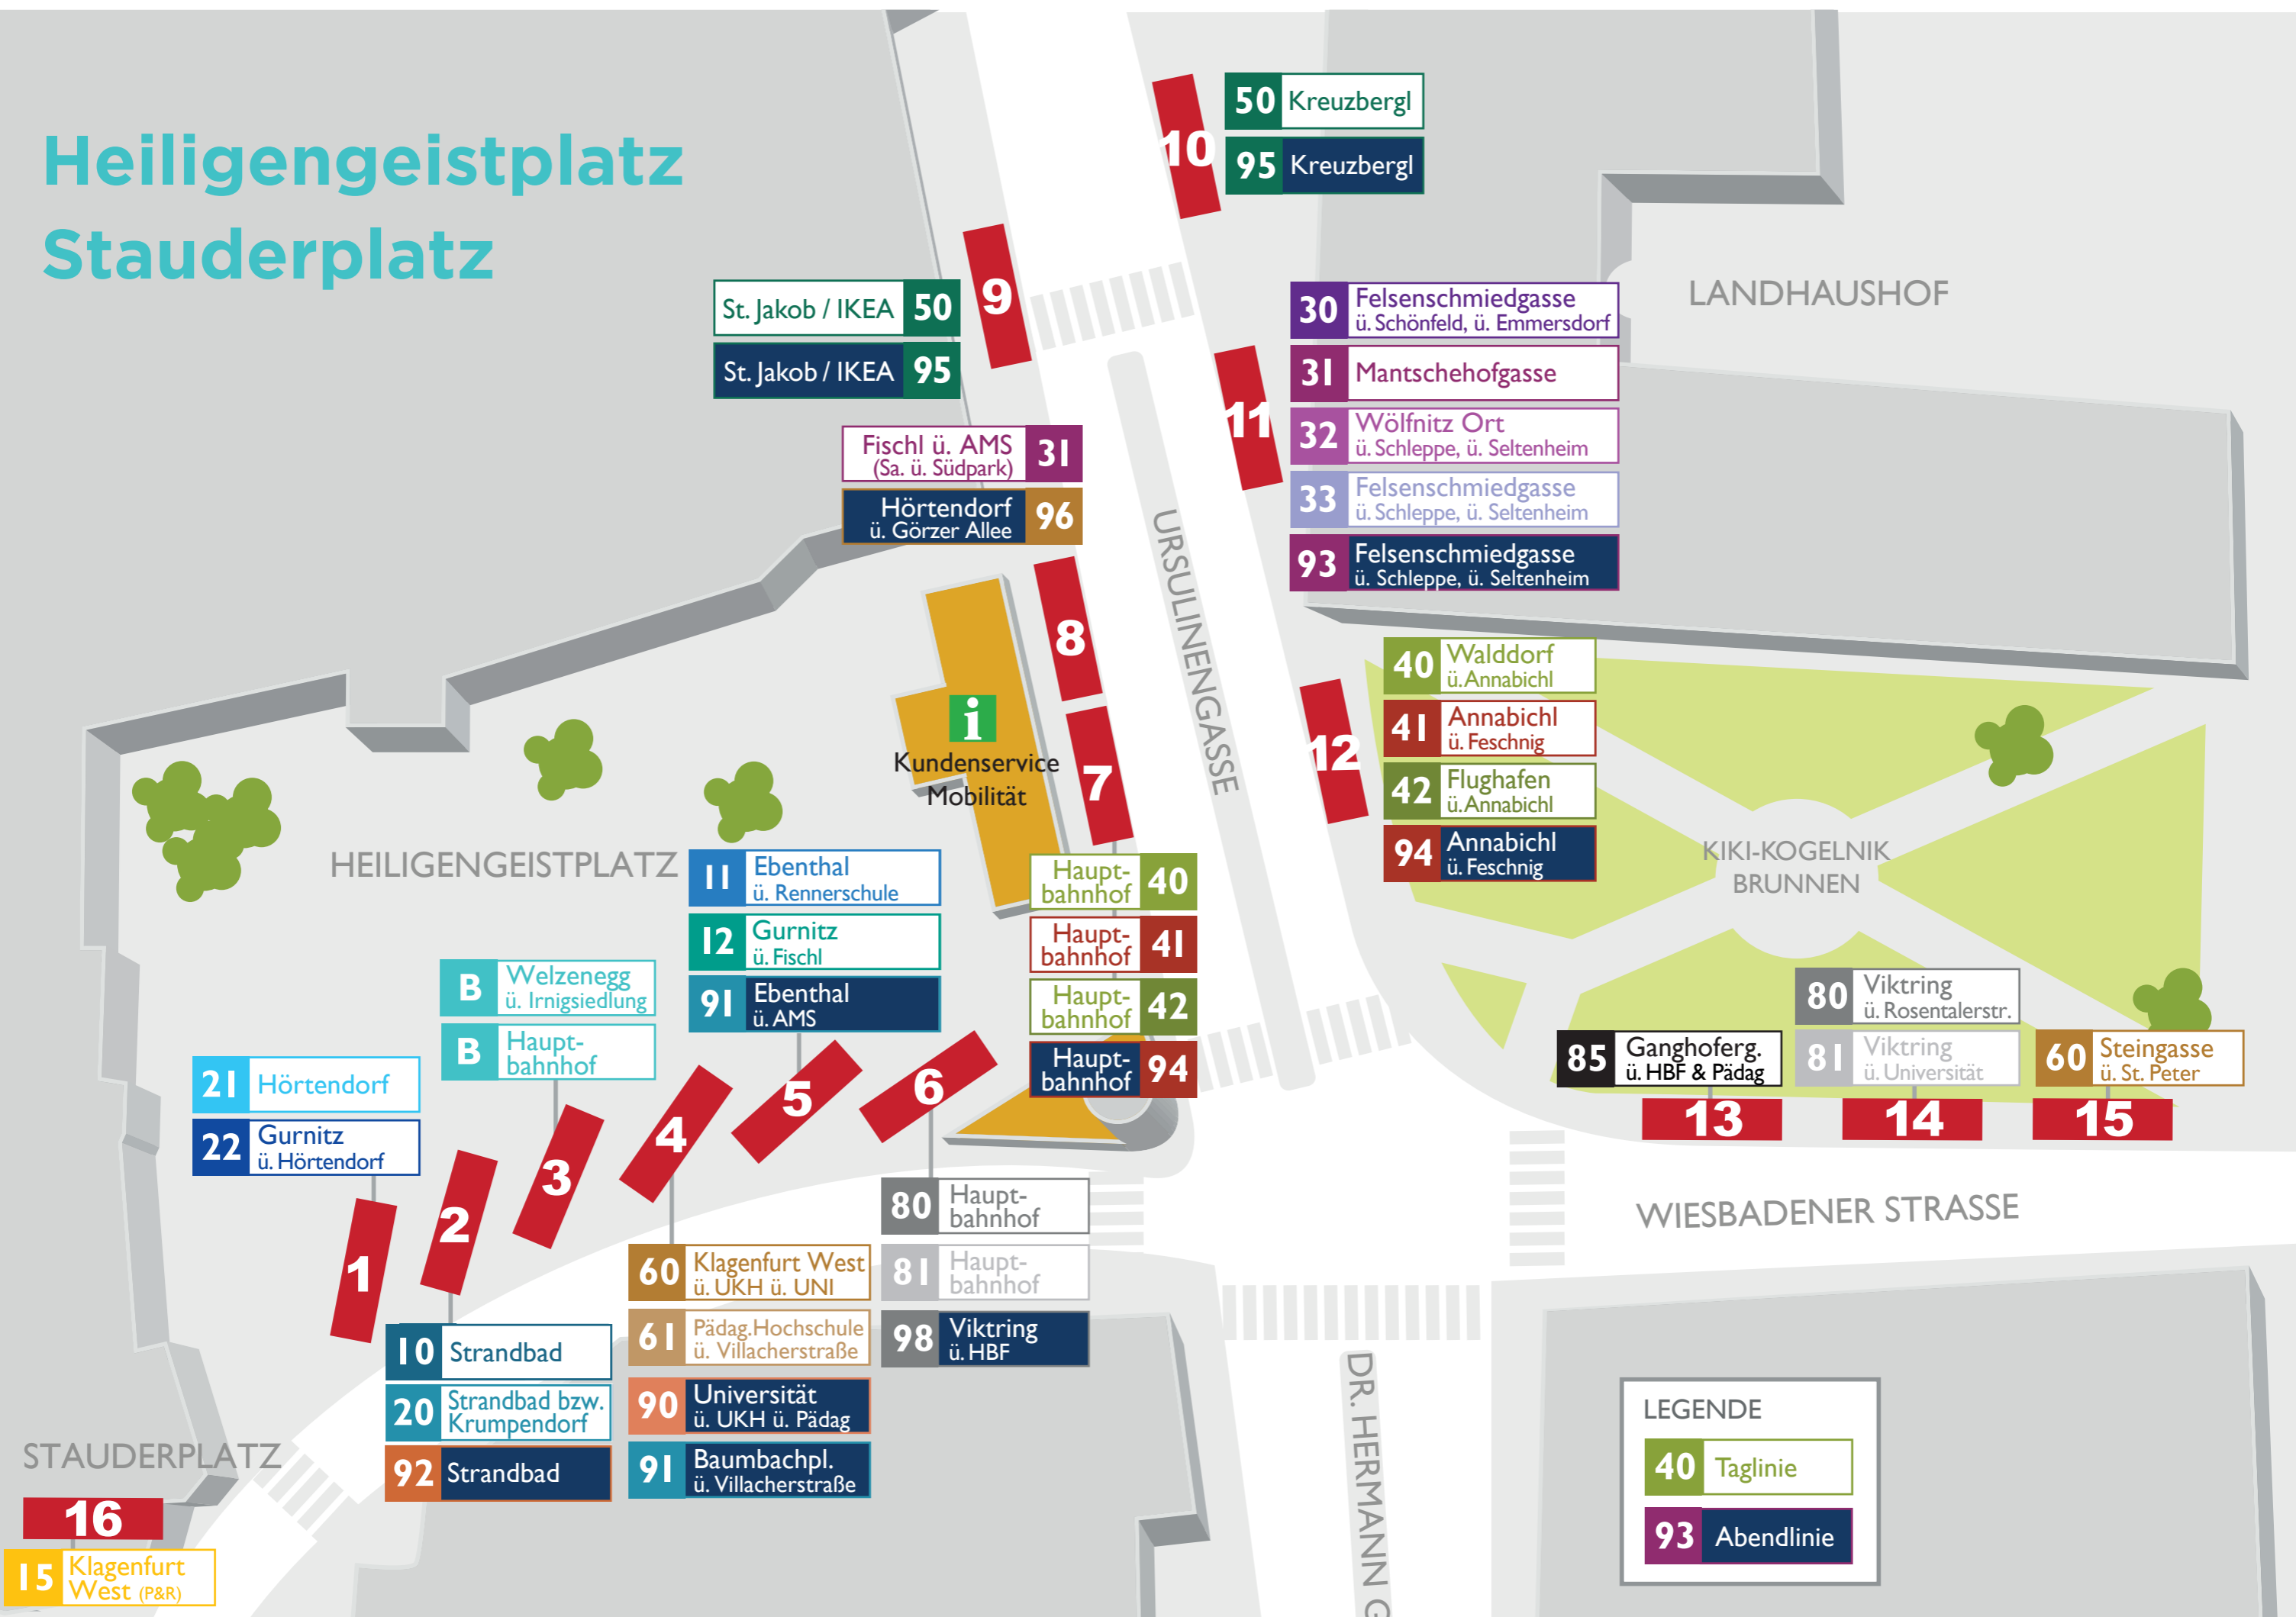 Heiligengeistplatz
Stauderplatz
10
50 Kreuzbergl
95 Kreuzbergl
9
St. Jakob / IKEA 50
St. Jakob / IKEA 95
LANDHAUSHOF
11
30 Felsenschmiedgasse
ü. Schönfeld, ü. Emmersdorf
31 Mantschehofgasse
32 Wölfnitz Ort
ü. Schleppe, ü. Seltenheim
33 Felsenschmiedgasse
ü. Schleppe, ü. Seltenheim
93 Felsenschmiedgasse
ü. Schleppe, ü. Seltenheim
Fischl ü. AMS 31
(Sa. ü. Südpark)
Hörtendorf 96
ü. Görzer Allee
8
URSULINENGASSE
i
Kundenservice
Mobilität
7
12
40 Walddorf
ü. Annabichl
41 Annabichl
ü. Feschnig
42 Flughafen
ü. Annabichl
94 Annabichl
ü. Feschnig
KIKI-KOGELNIK
BRUNNEN
HEILIGENGEISTPLATZ
11 Ebenthal
ü. Rennerschule
12 Gurnitz
ü. Fischl
91 Ebenthal
ü. AMS
Haupt-
bahnhof 40
Haupt-
bahnhof 41
Haupt-
bahnhof 42
Haupt-
bahnhof 94
B Welzenegg
ü. Irnigsiedlung
B Haupt-
bahnhof
21 Hörtendorf
22 Gurnitz
ü. Hörtendorf
1
2
3
4
5
6
80 Viktring
ü. Rosentalerstr.
85 Ganghoferg.
ü. HBF & Pädag
81 Viktring
ü. Universität
60 Steingasse
ü. St. Peter
13
14
15
WIESBADENER STRASSE
80 Haupt-
bahnhof
81 Haupt-
bahnhof
98 Viktring
ü. HBF
60 Klagenfurt West
ü. UKH ü. UNI
61 Pädag.Hochschule
ü. Villacherstraße
90 Universität
ü. UKH ü. Pädag
91 Baumbachpl.
ü. Villacherstraße
10 Strandbad
20 Strandbad bzw.
Krumpendorf
92 Strandbad
DR. HERMANN G
STAUDERPLATZ
16
15 Klagenfurt
West (P&R)
LEGENDE
40 Taglinie
93 Abendlinie